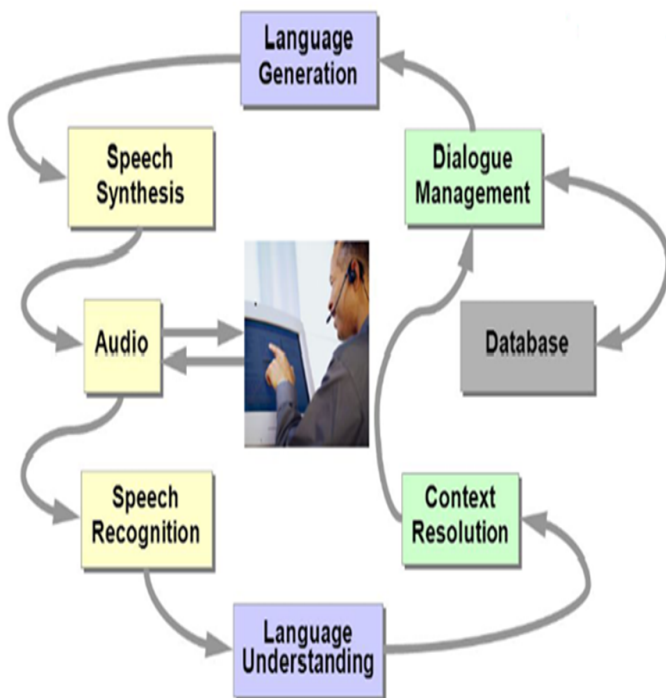 Language
Generation
Speech
Synthesis
Dialogue
Management
Audio
Database
Speech
Recognition
Context
Resolution
Language
Understanding